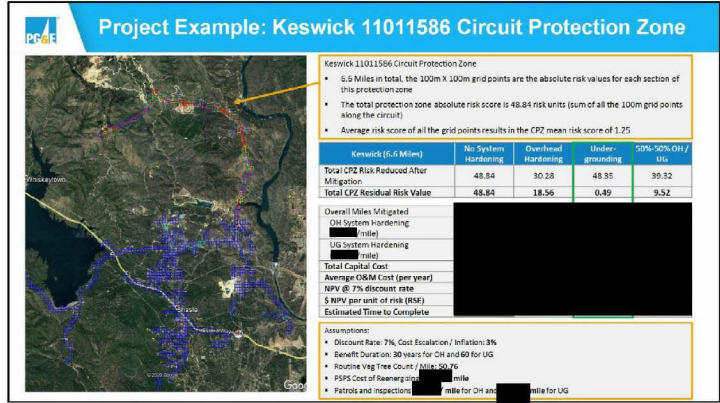 PG&E
Project Example: Keswick 11011586 Circuit Protection Zone
Keswick 11011586 Circuit Protection Zone
▪ 6.6 Miles in total, the 100m X 100m grid points are the absolute risk values for each section of
this protection zone
▪ The total protection zone absolute risk score is 48.84 risk units (sum of all the 100m grid points
along the circuit)
▪ Average risk score of all the grid points results in the CPZ mean risk score of 1.25
Keswick (6.6 Miles) No System Hardening Overhead Hardening Under-grounding 50%-50% OH / UG
Total CPZ Risk Reduced After Mitigation 48.84 30.28 48.35 39.32
Total CPZ Residual Risk Value 48.84 18.56 0.49 9.52
Overall Miles Mitigated
OH System Hardening
/mile)
UG System Hardening
/mile)
Total Capital Cost
Average O&M Cost (per year)
NPV @ 7% discount rate
$ NPV per unit of risk (RSE)
Estimated Time to Complete
Assumptions:
▪ Discount Rate: 7%, Cost Escalation / Inflation: 3%
▪ Benefit Duration: 30 years for OH and 60 for UG
▪ Routine Veg Tree Count / Mile: 50.76
▪ PSPS Cost of Reenergizing mile
▪ Patrols and Inspections / mile for OH and mile for UG
Whiskeytown
Shasta
© 2020 Google
Goog